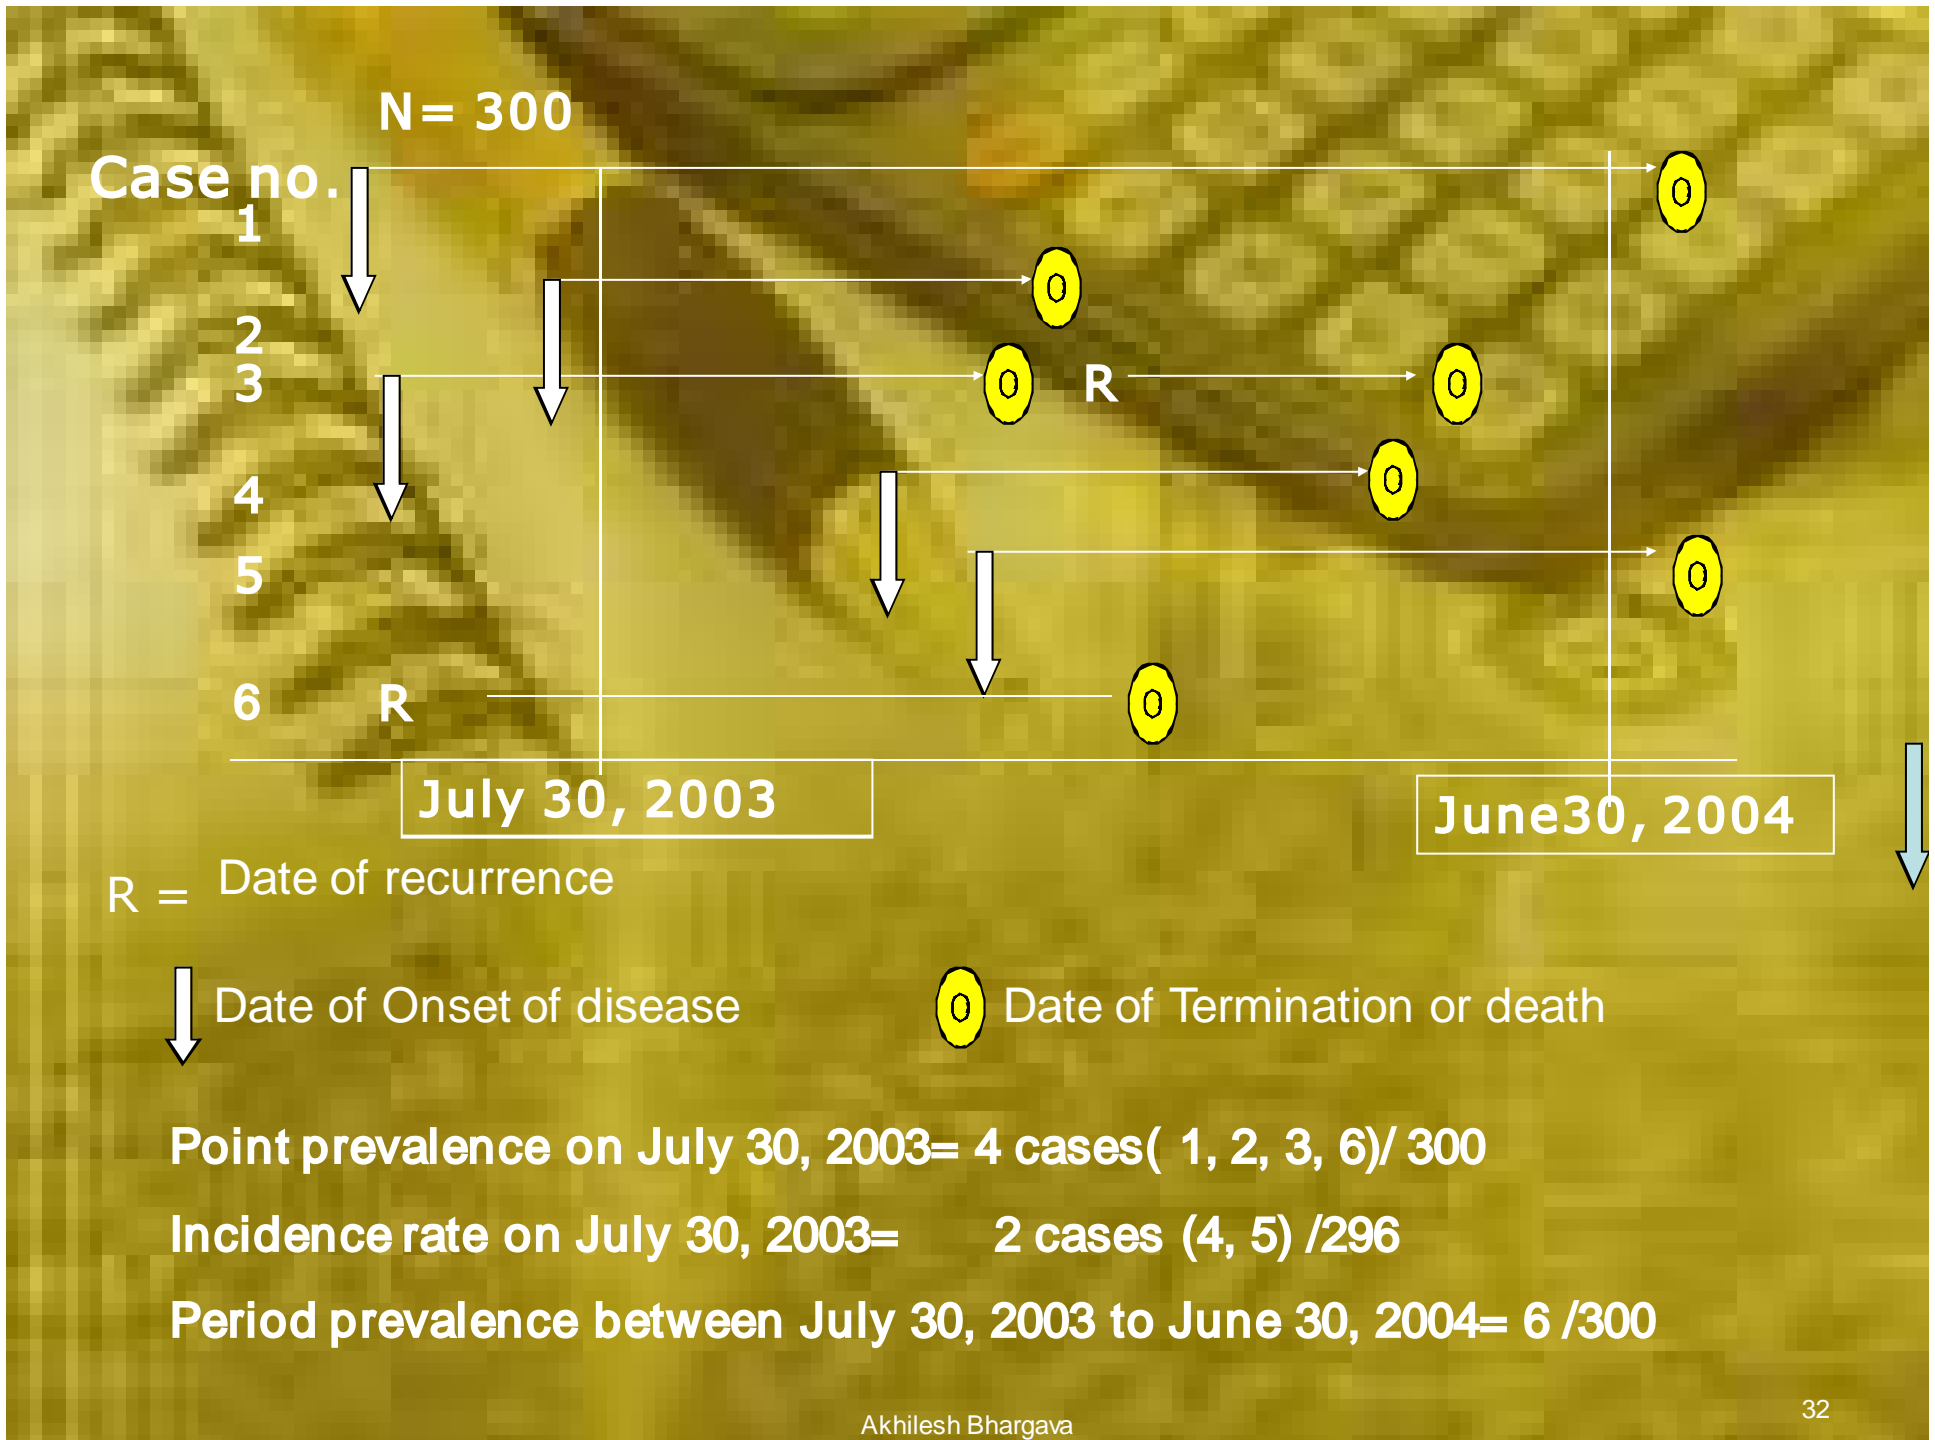 N= 300
Case no.
1
2
3 R
4
5
6 R
July 30, 2003
June30, 2004
R = Date of recurrence
Date of Onset of disease
Date of Termination or death
Point prevalence on July 30, 2003= 4 cases( 1, 2, 3, 6)/ 300
Incidence rate on July 30, 2003= 2 cases (4, 5) /296
Period prevalence between July 30, 2003 to June 30, 2004= 6 /300
Akhilesh Bhargava
32